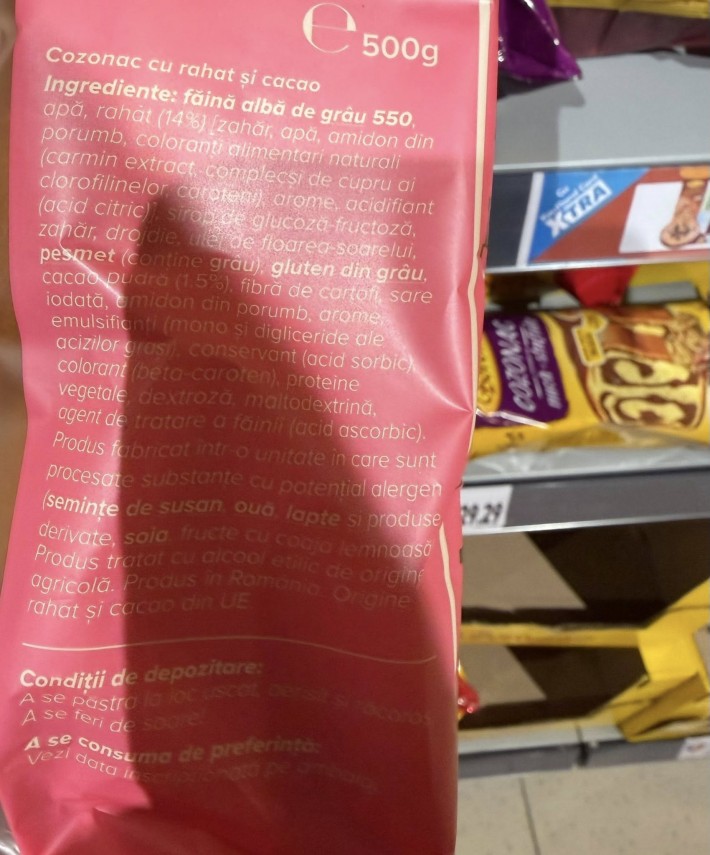 ℮ 500g
Cozonac cu rahat și cacao
Ingrediente: făină albă de grâu 550,
apă, rahat (14%) [zahăr, apă, amidon din
porumb, coloranți alimentari naturali
(carmin extract, complecși de cupru ai
clorofilinelor, caroteni), arome, acidifiant
(acid citric)], sirop de glucoză-fructoză,
zahăr, drojdie, ulei de floarea-soarelui,
pesmet (conține grâu), gluten din grâu,
cacao pudră (1.5%), fibră de cartofi, sare
iodată, amidon din porumb, arome,
emulsifianți (mono și digliceride ale
acizilor grași), conservant (acid sorbic),
colorant (beta-caroten), proteine
vegetale, dextroză, maltodextrină,
agent de tratare a făinii (acid ascorbic).
Produs fabricat într-o unitate în care sunt
procesate substanțe cu potențial alergen
(semințe de susan, ouă, lapte și produse
derivate, soia, fructe cu coajă lemnoasă
Produs tratat cu alcool etilic de origine
agricolă. Produs în România. Origine
rahat și cacao din UE
Condiții de depozitare:
A se păstra la loc uscat, aerisit și răcoros
A se feri de soare.
A se consuma de preferință:
Vezi data inscripționată pe ambalaj
XTRA
COZONAC
29.29